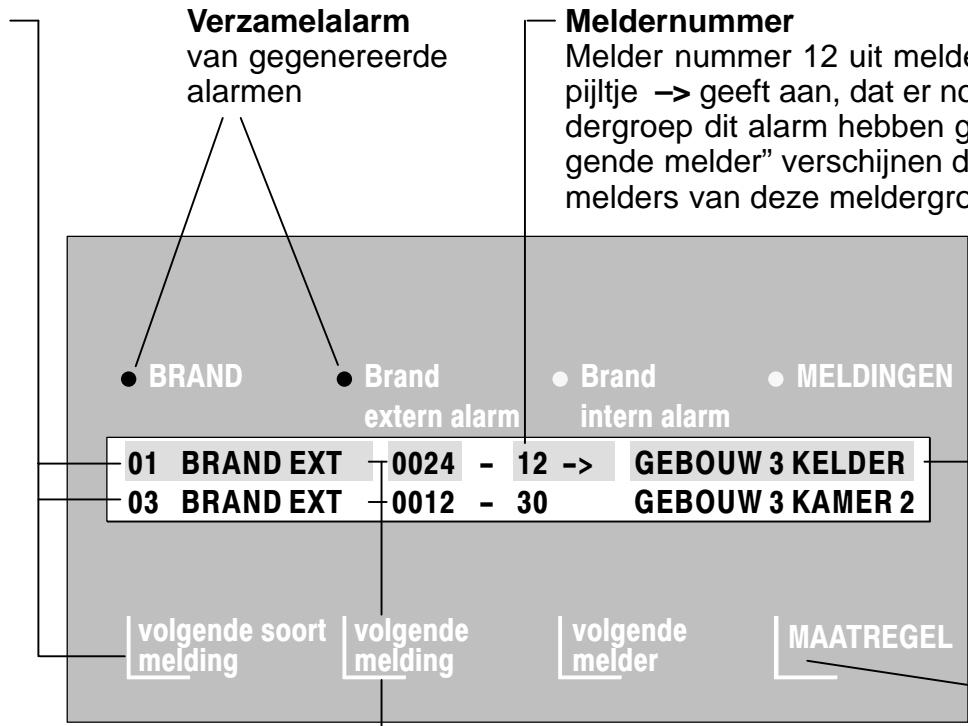 Verzamelalarm
van gegenereerde
alarmen
Meldernummer
Melder nummer 12 uit melde
pijltje –> geeft aan, dat er no
dergroep dit alarm hebben g
gende melder” verschijnen d
melders van deze meldergro
BRAND
Brand
extern alarm
Brand
intern alarm
MELDINGEN
01 BRAND EXT 0024 – 12 –> GEBOUW 3 KELDER
03 BRAND EXT 0012 – 30 GEBOUW 3 KAMER 2
volgende soort
melding
volgende
melding
volgende
melder
MAATREGEL